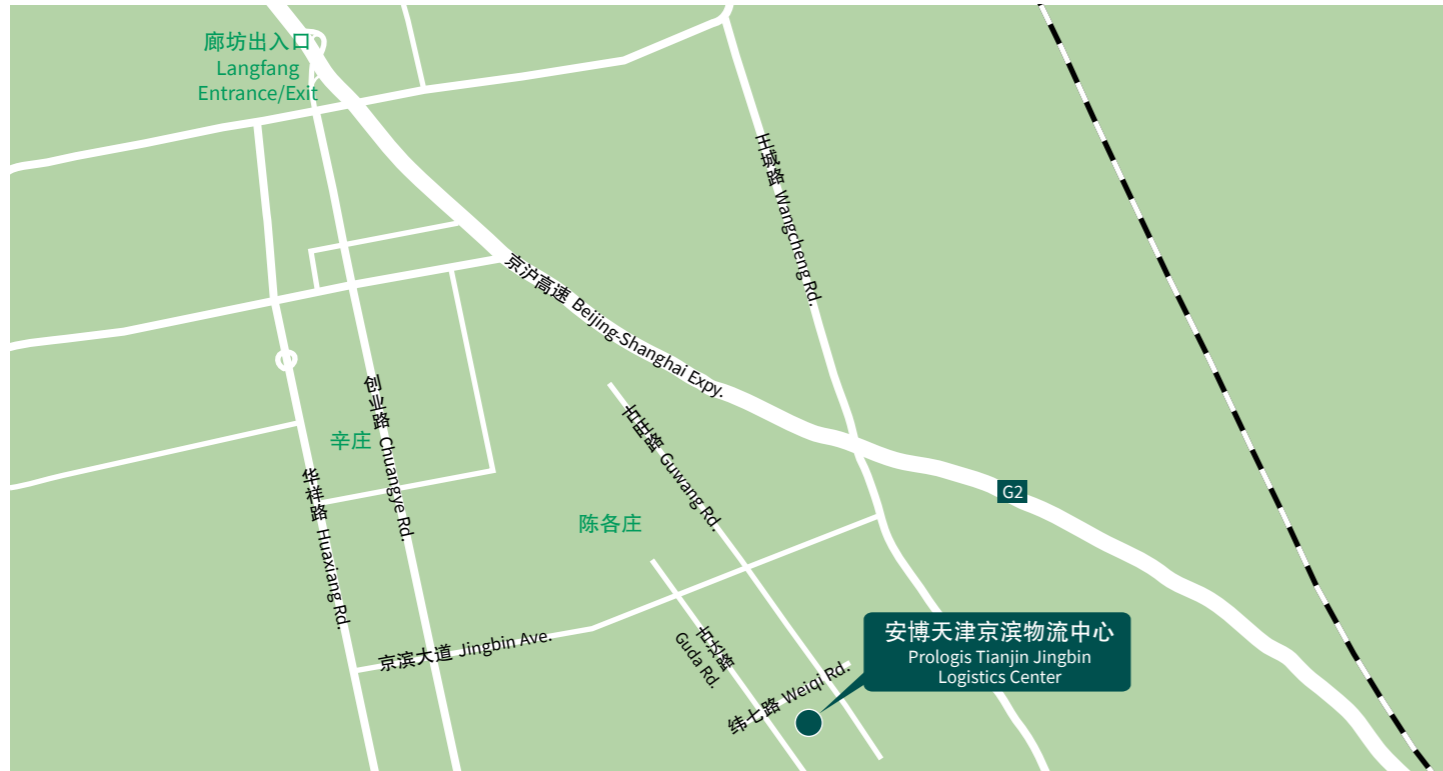 廊坊出入口
Langfang
Entrance/Exit
王城路 Wangcheng Rd.
京沪高速 Beijing-Shanghai Expy.
创业路 Chuangye Rd.
古旺路 Guwang Rd.
辛庄
华祥路 Huaxiang Rd.
G2
陈各庄
京滨大道 Jingbin Ave.
古达路
Guda Rd.
纬七路 Weiqi Rd.
安博天津京滨物流中心
Prologis Tianjin Jingbin
Logistics Center